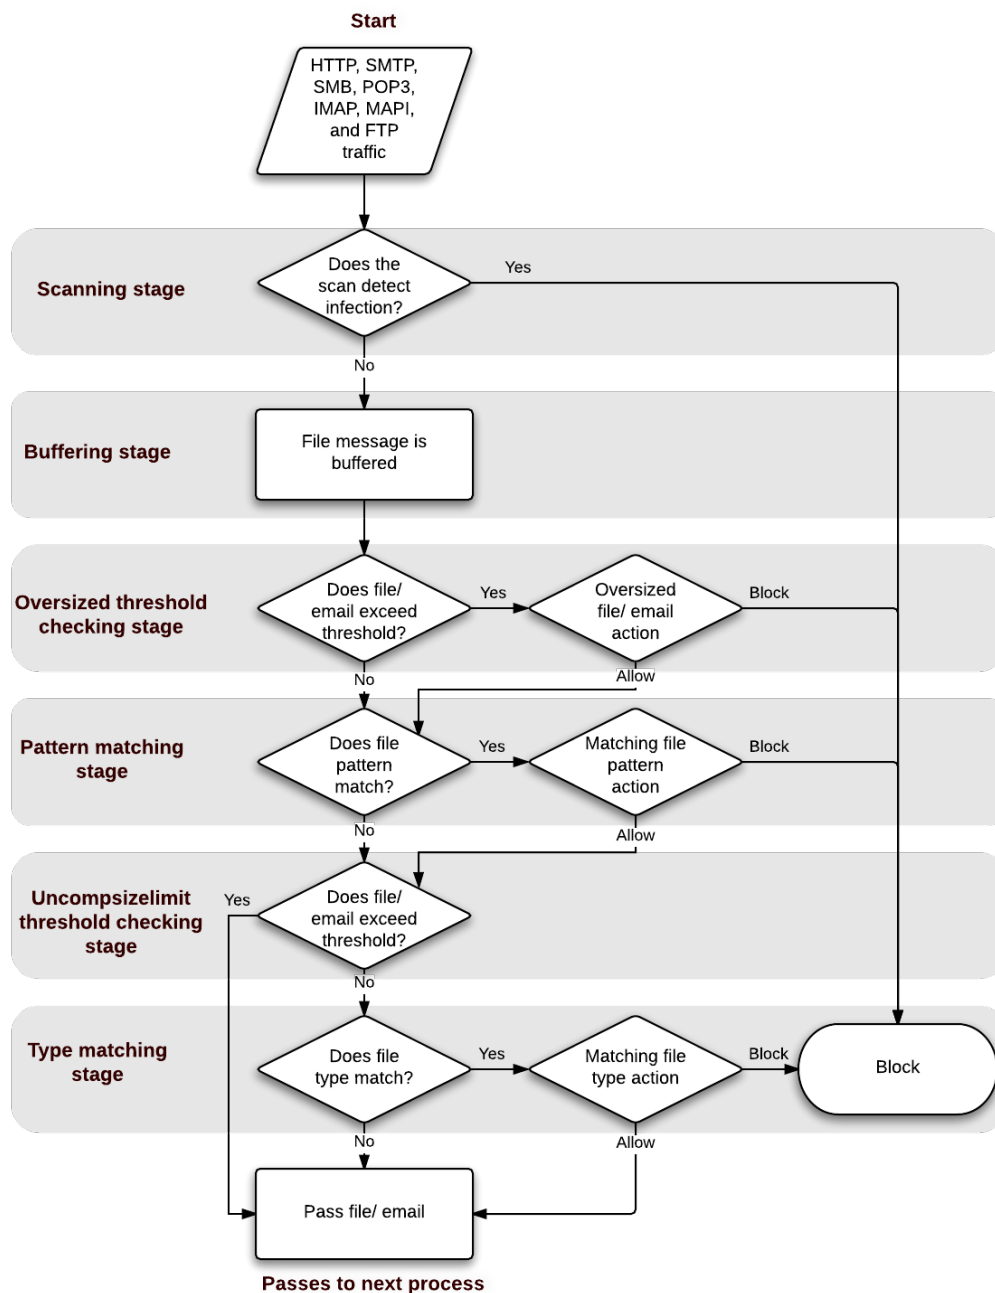 Start
HTTP, SMTP,
SMB, POP3,
IMAP, MAPI,
and FTP
traffic
Scanning stage
Does the
scan detect
infection?
Yes
No
Buffering stage
File message is
buffered
Oversized threshold
checking stage
Does file/
email exceed
threshold?
Yes
Oversized
file/ email
action
Block
No
Allow
Pattern matching
stage
Does file
pattern
match?
Yes
Matching file
pattern
action
Block
No
Allow
Uncompsizelimit
threshold checking
stage
Yes
Does file/
email exceed
threshold?
No
Type matching
stage
Does file
type match?
Yes
Matching file
type action
Block
Block
No
Allow
Pass file/ email
Passes to next process